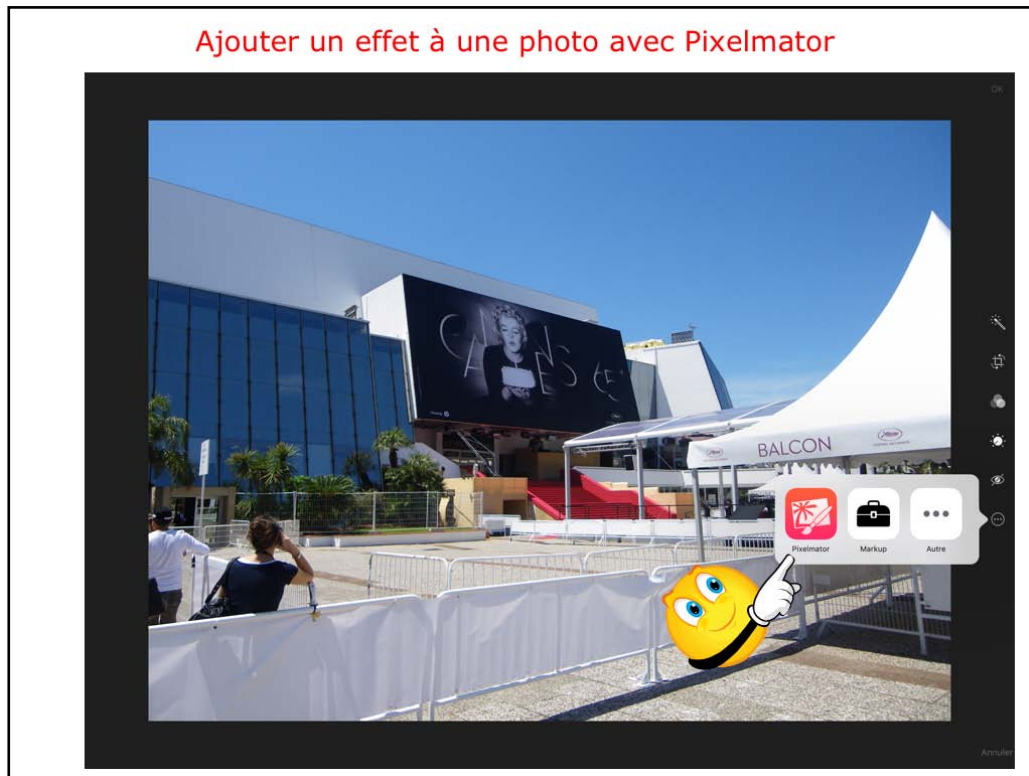 Ajouter un effet à une photo avec Pixelmator
OK
CANNES
BALCON
Pixelmator
Markup
Autre
Annuler